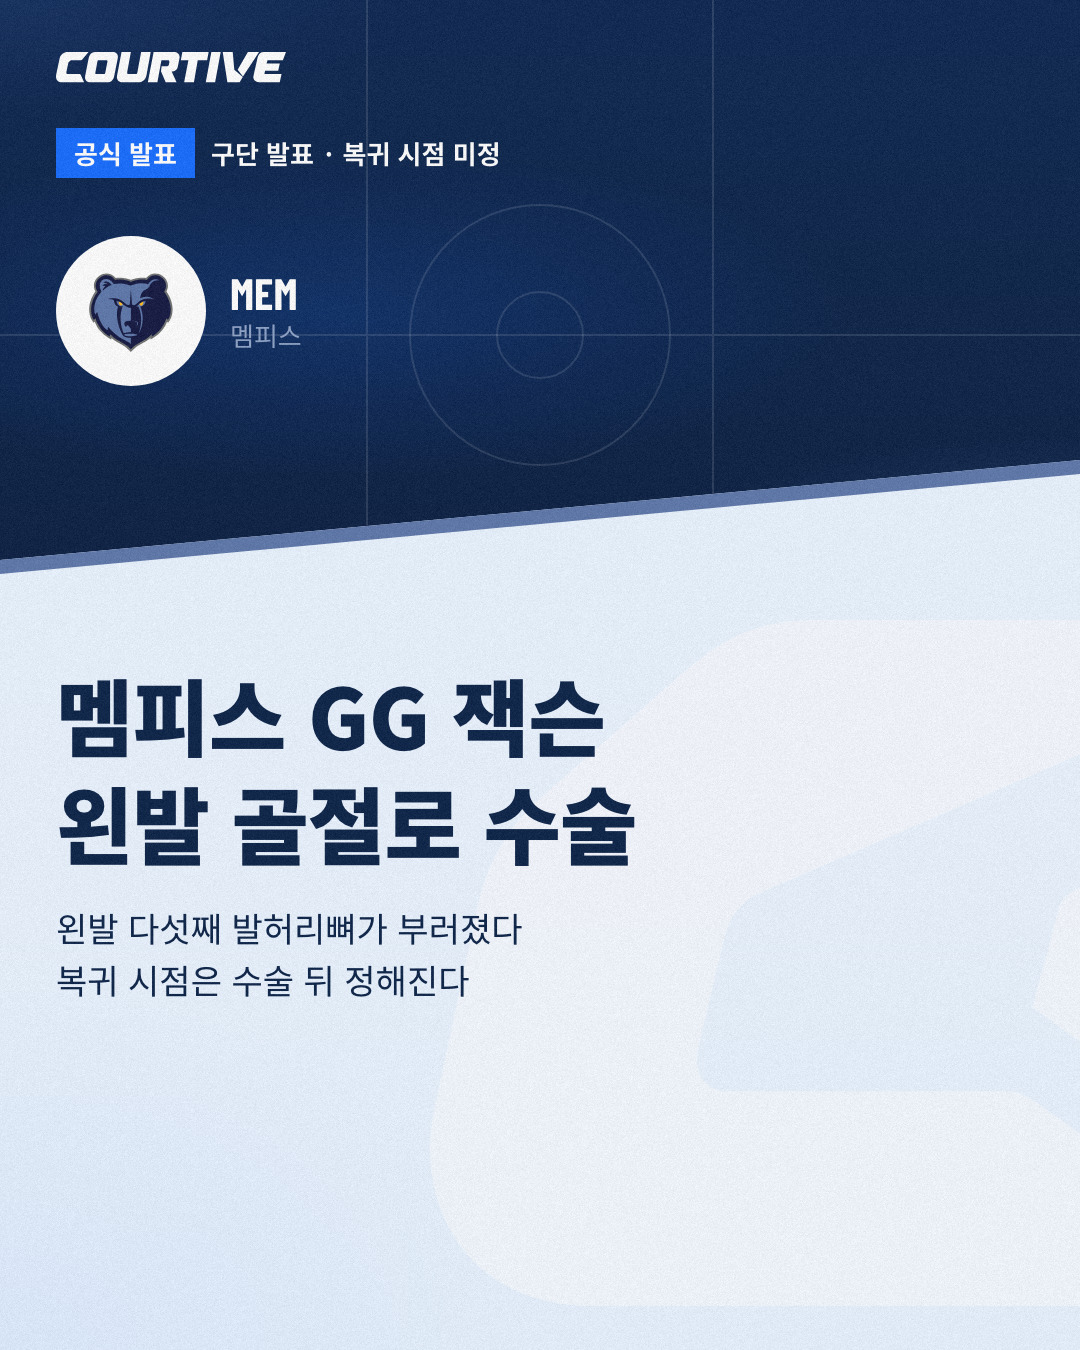 COURTIVE
공식 발표 구단 발표 · 복귀 시점 미정
MEM
멤피스
멤피스 GG 잭슨
왼발 골절로 수술
왼발 다섯째 발허리뼈가 부러졌다
복귀 시점은 수술 뒤 정해진다